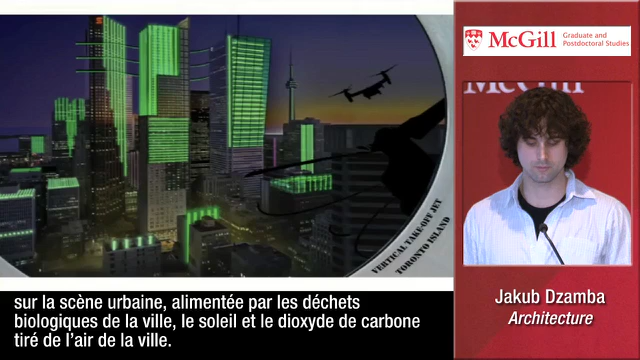 McGill
Graduate and
Postdoctoral Studies
McGill
VERTICAL TAKE-OFF JET
TORONTO ISLAND
sur la scène urbaine, alimentée par les déchets
biologiques de la ville, le soleil et le dioxyde de carbone
tiré de l'air de la ville.
Jakub Dzamba
Architecture